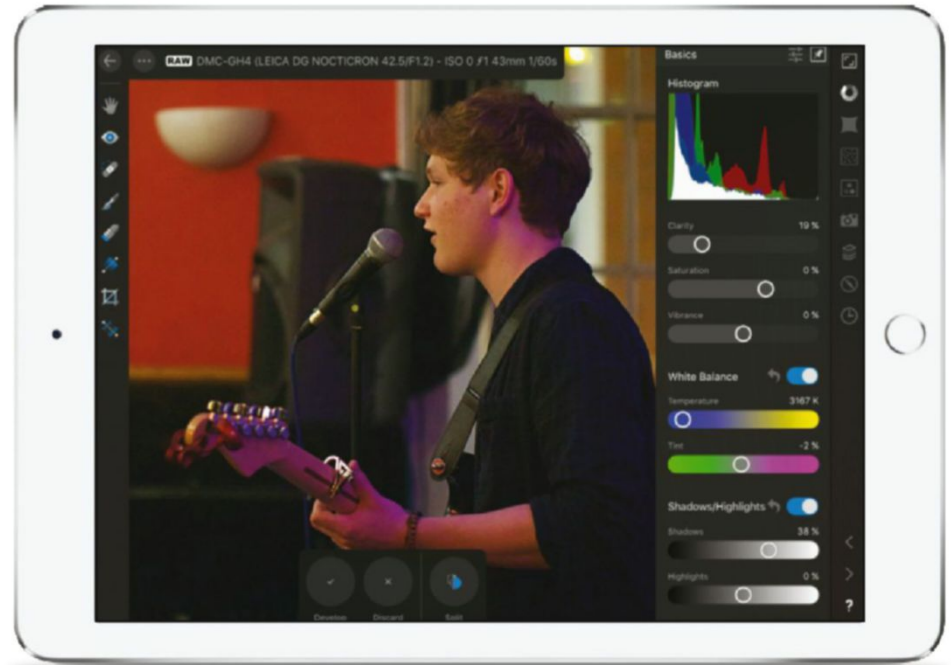 RAW DMC-GH4 (LEICA DG NOCTICRON 42.5/F1.2) - ISO 0 ƒ1 43mm 1/60s
Basics
Histogram
Clarity 19 %
Saturation 0 %
Vibrance 0 %
White Balance
Temperature 3167 K
Tint -2 %
Shadows/Highlights
Shadows 38 %
Highlights 0 %
?
Develop Discard Split